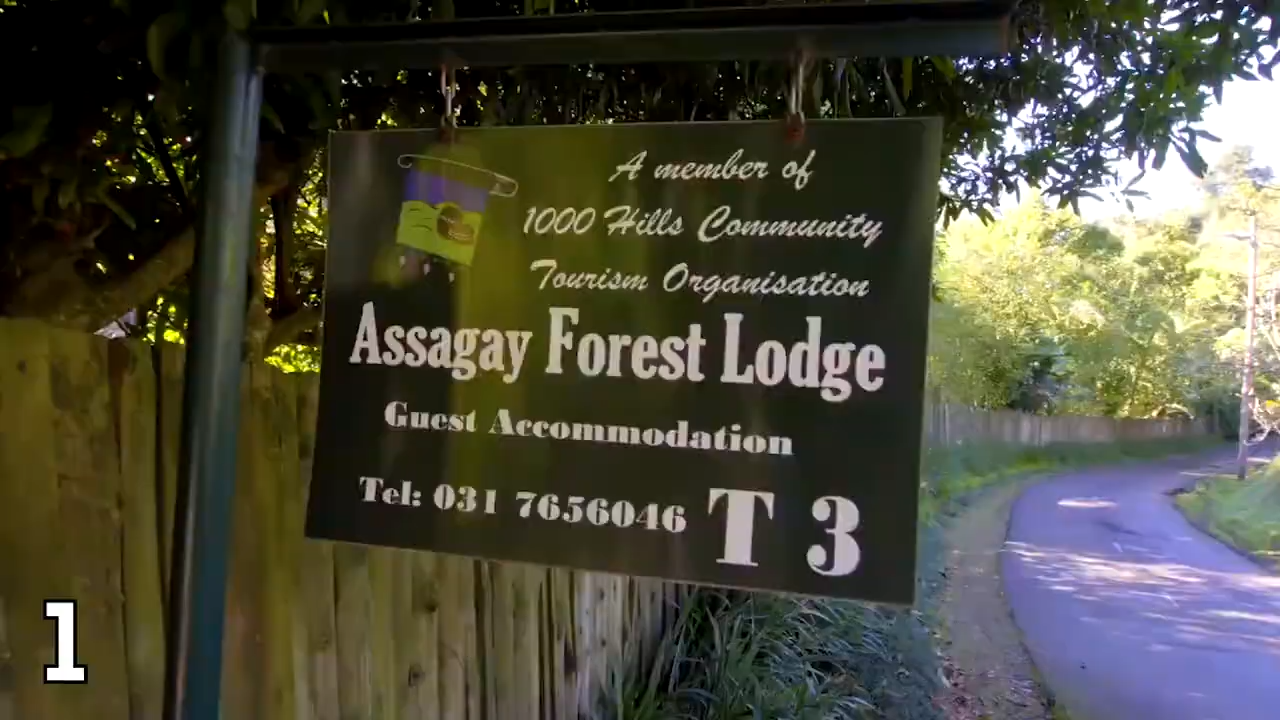 A member of
1000 Hills Community
Tourism Organisation
Assagay Forest Lodge
Guest Accommodation
Tel: 031 7656046 T 3
1